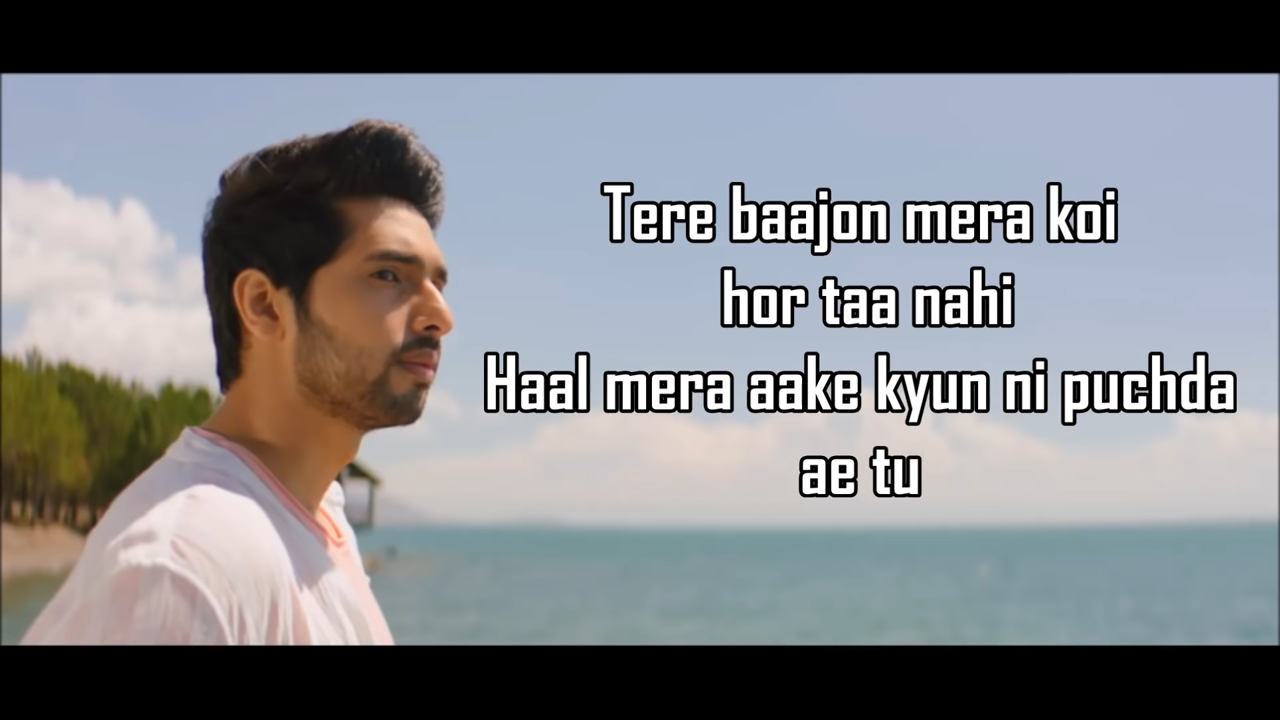 Tere baajon mera koi
hor taa nahi
Haal mera aake kyun ni puchda
ae tu